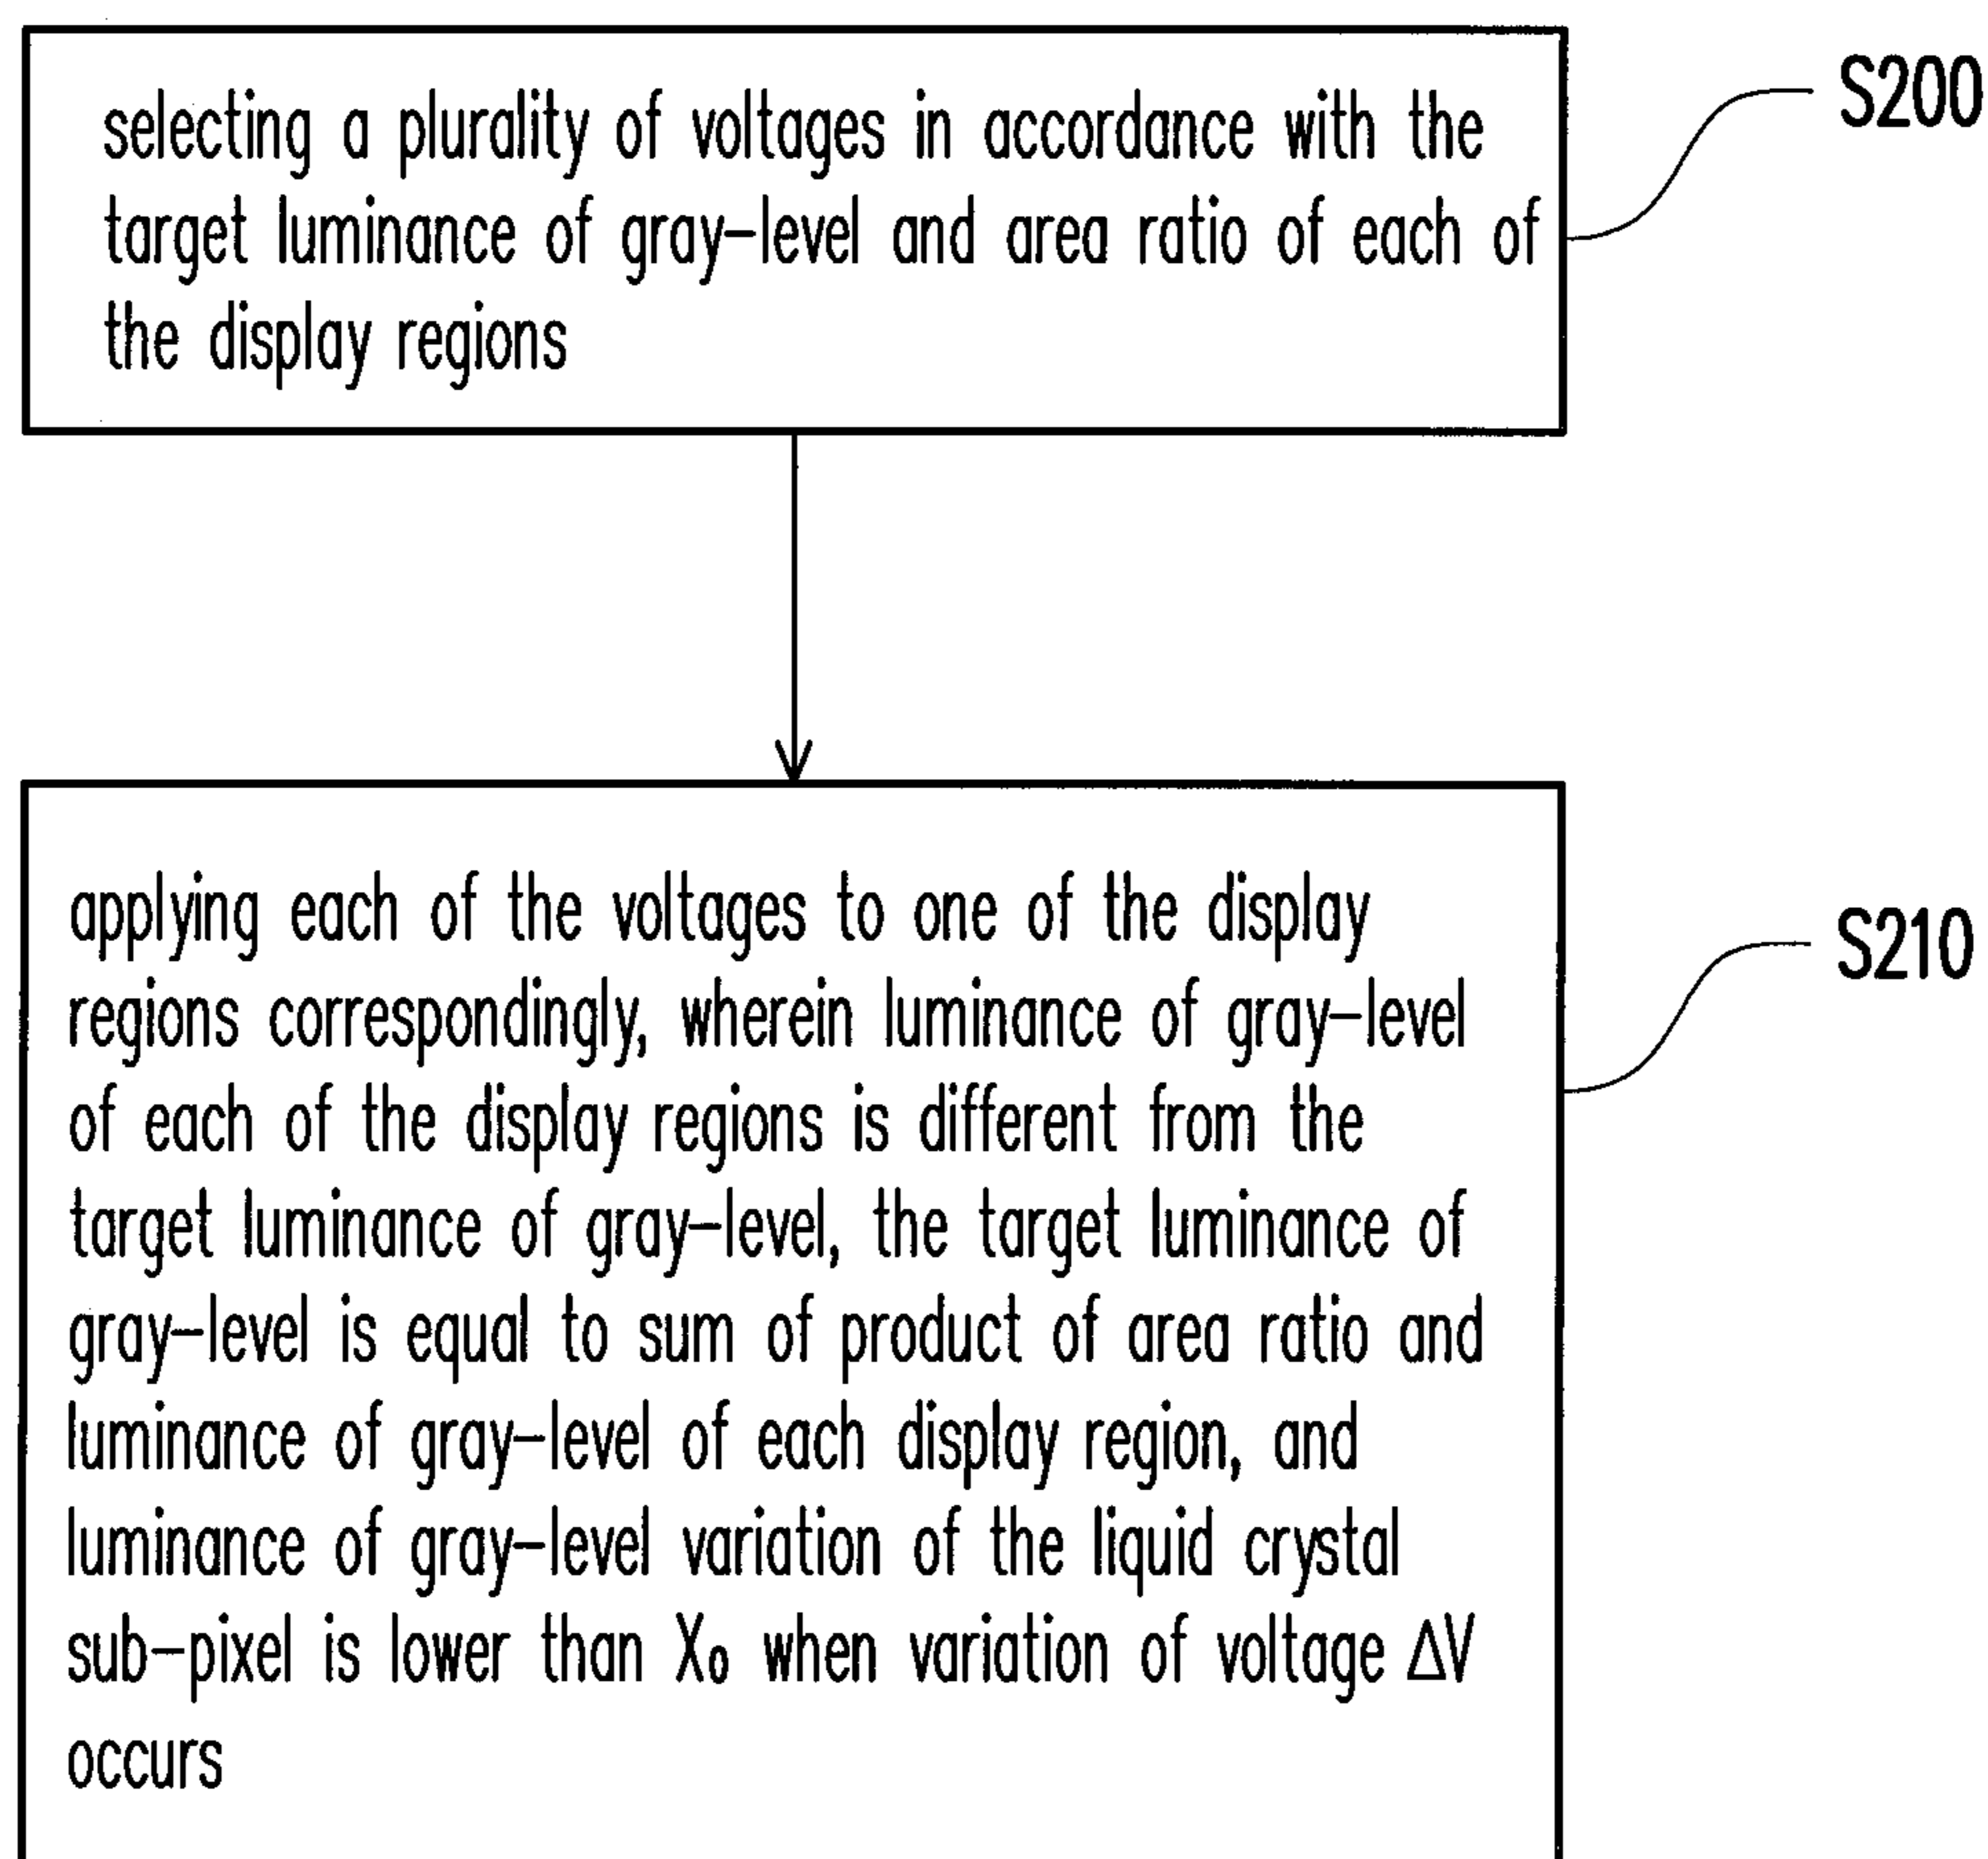 selecting a plurality of voltages in accordance with the
target luminance of gray-level and area ratio of each of
the display regions
S200
applying each of the voltages to one of the display
regions correspondingly, wherein luminance of gray-level
of each of the display regions is different from the
target luminance of gray-level, the target luminance of
gray-level is equal to sum of product of area ratio and
luminance of gray-level of each display region, and
luminance of gray-level variation of the liquid crystal
sub-pixel is lower than X₀ when variation of voltage ΔV
occurs
S210